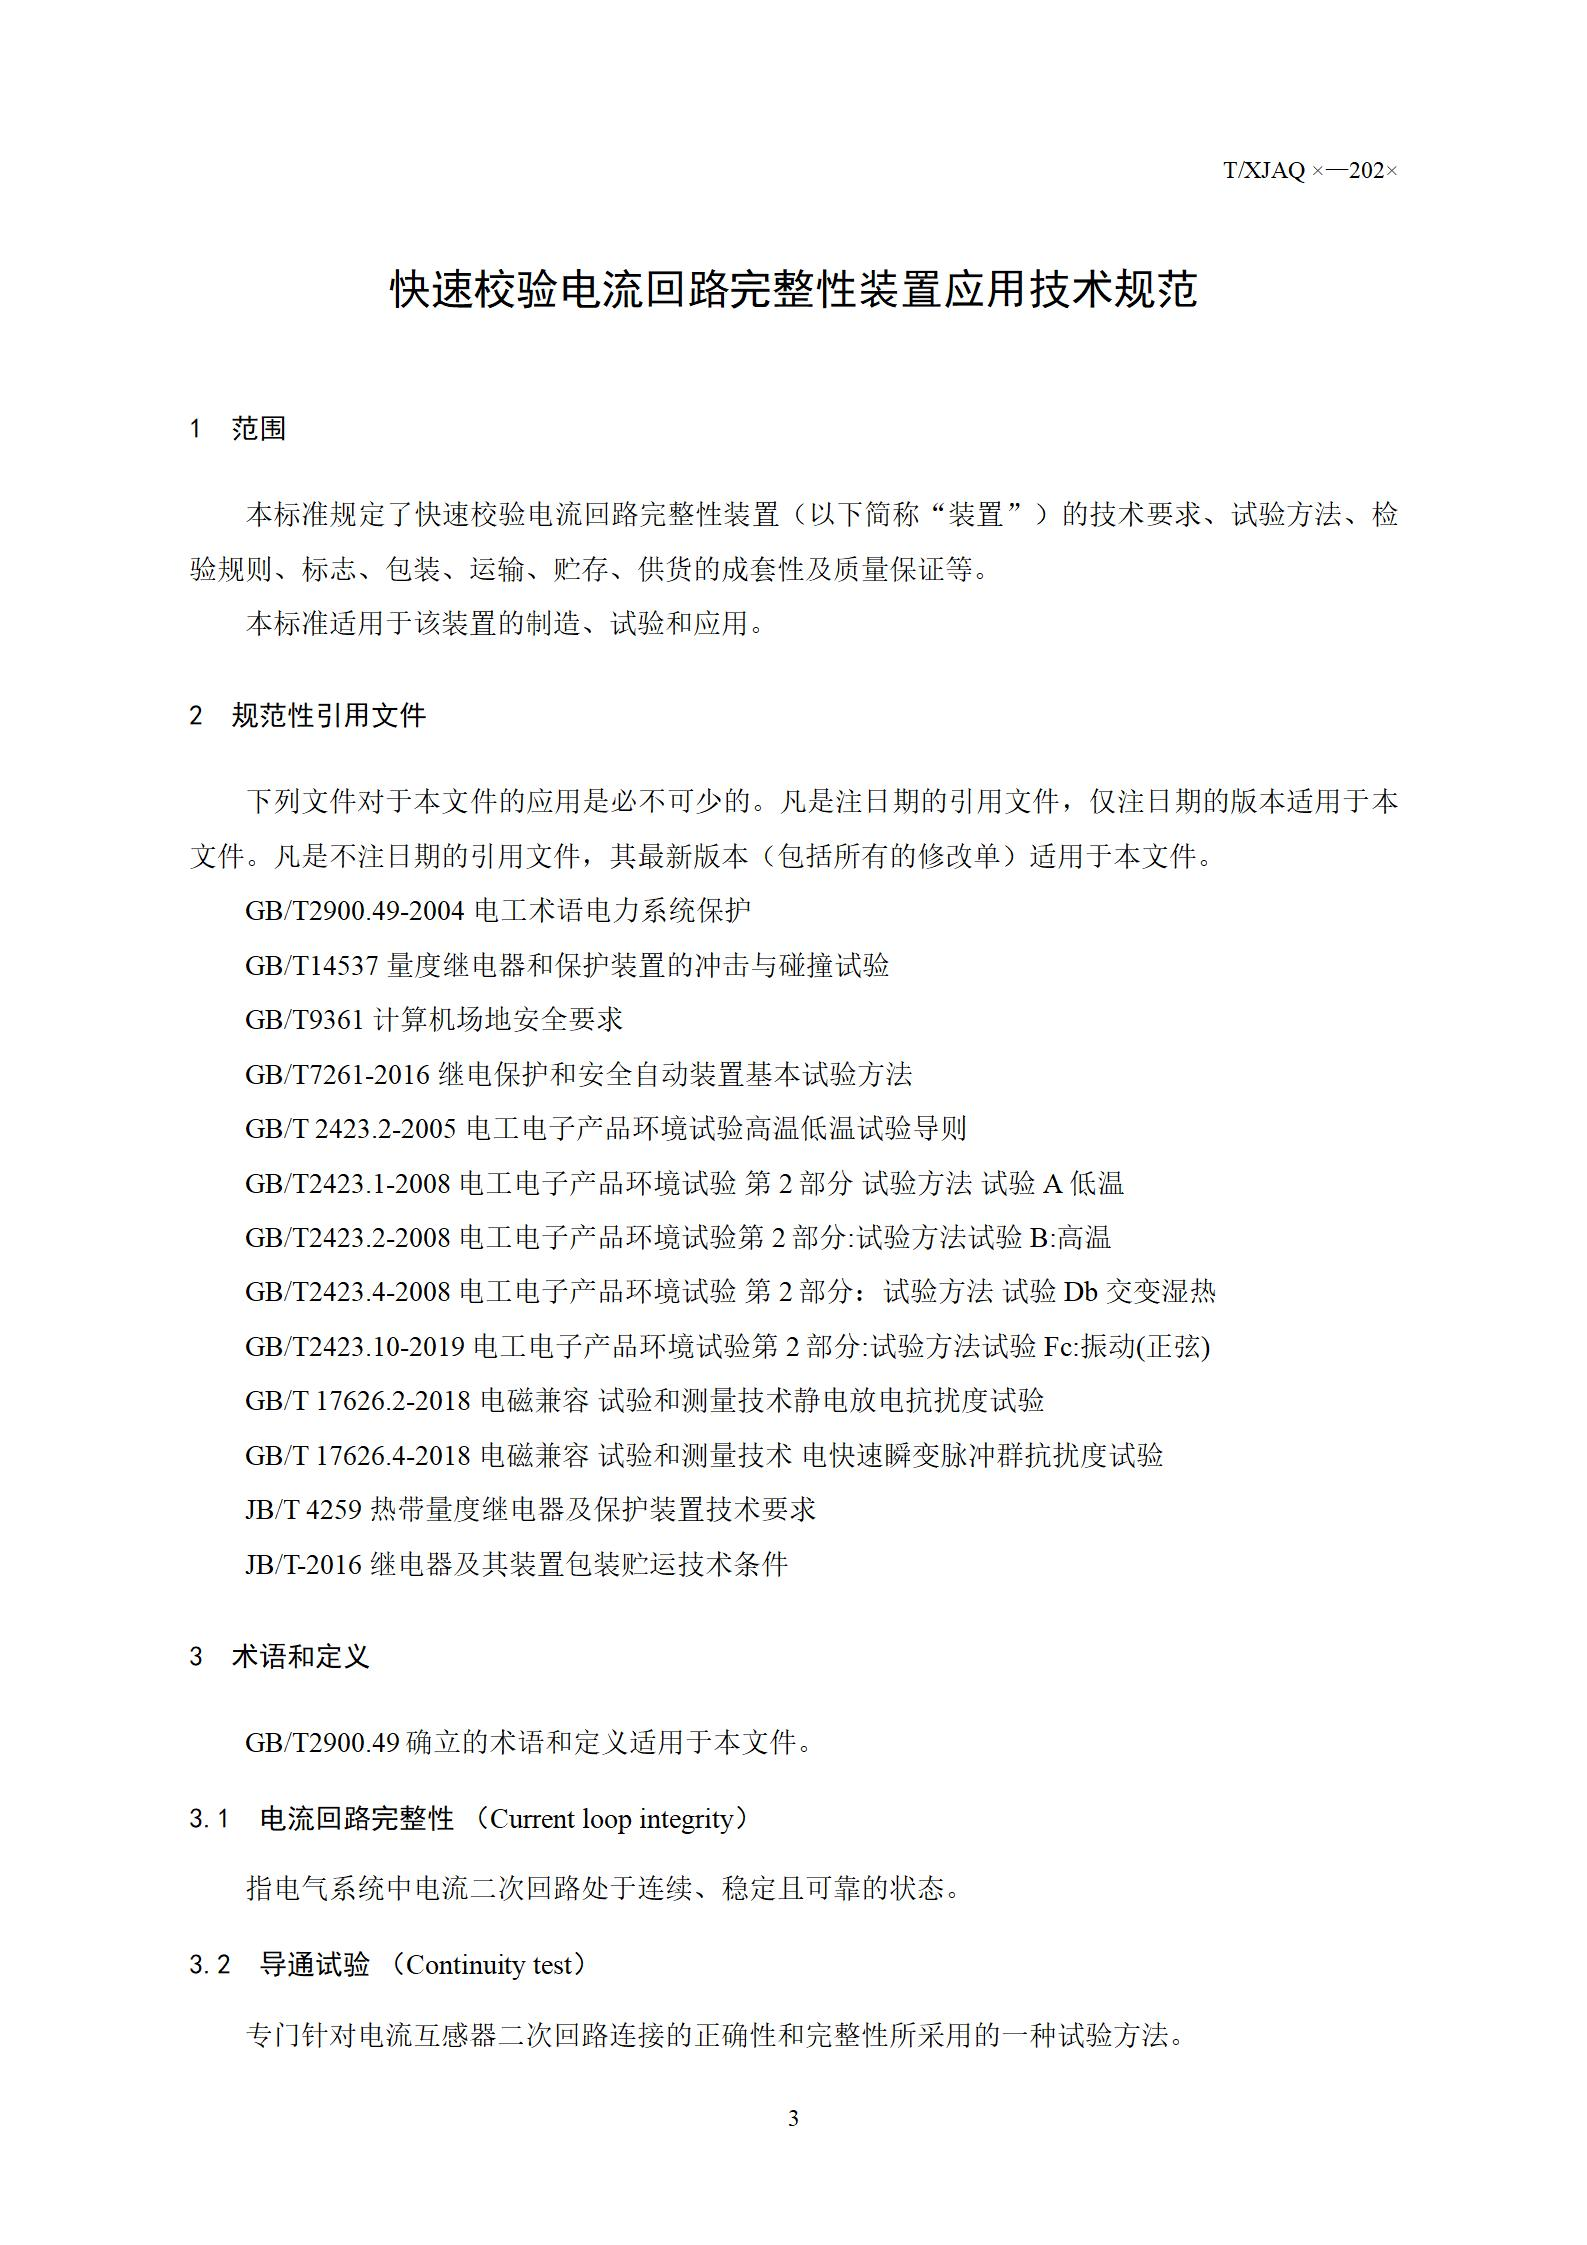 T/XJAQ ×—202×
快速校验电流回路完整性装置应用技术规范
1 范围
本标准规定了快速校验电流回路完整性装置（以下简称“装置”）的技术要求、试验方法、检
验规则、标志、包装、运输、贮存、供货的成套性及质量保证等。
本标准适用于该装置的制造、试验和应用。
2 规范性引用文件
下列文件对于本文件的应用是必不可少的。凡是注日期的引用文件，仅注日期的版本适用于本
文件。凡是不注日期的引用文件，其最新版本（包括所有的修改单）适用于本文件。
GB/T2900.49-2004 电工术语电力系统保护
GB/T14537 量度继电器和保护装置的冲击与碰撞试验
GB/T9361 计算机场地安全要求
GB/T7261-2016 继电保护和安全自动装置基本试验方法
GB/T 2423.2-2005 电工电子产品环境试验高温低温试验导则
GB/T2423.1-2008 电工电子产品环境试验 第 2 部分 试验方法 试验 A 低温
GB/T2423.2-2008 电工电子产品环境试验第 2 部分:试验方法试验 B:高温
GB/T2423.4-2008 电工电子产品环境试验 第 2 部分：试验方法 试验 Db 交变湿热
GB/T2423.10-2019 电工电子产品环境试验第 2 部分:试验方法试验 Fc:振动(正弦)
GB/T 17626.2-2018 电磁兼容 试验和测量技术静电放电抗扰度试验
GB/T 17626.4-2018 电磁兼容 试验和测量技术 电快速瞬变脉冲群抗扰度试验
JB/T 4259 热带量度继电器及保护装置技术要求
JB/T-2016 继电器及其装置包装贮运技术条件
3 术语和定义
GB/T2900.49 确立的术语和定义适用于本文件。
3.1 电流回路完整性 （Current loop integrity）
指电气系统中电流二次回路处于连续、稳定且可靠的状态。
3.2 导通试验 （Continuity test）
专门针对电流互感器二次回路连接的正确性和完整性所采用的一种试验方法。
3